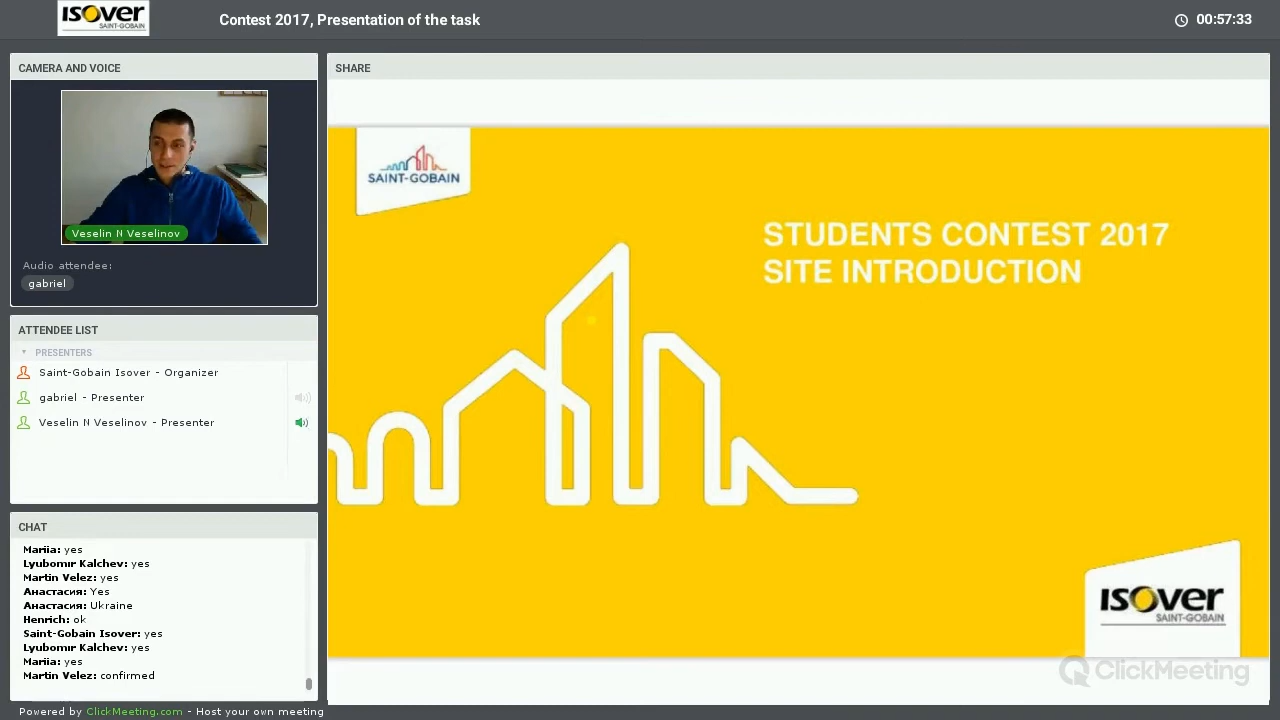 ISOVER
SAINT-GOBAIN
Contest 2017, Presentation of the task
00:57:33
CAMERA AND VOICE
Veselin N Veselinov
Audio attendee:
gabriel
ATTENDEE LIST
PRESENTERS
Saint-Gobain Isover - Organizer
gabriel - Presenter
Veselin N Veselinov - Presenter
CHAT
Mariia: yes
Lyubomir Kalchev: yes
Martin Velez: yes
Анастасия: Yes
Анастасия: Ukraine
Henrich: ok
Saint-Gobain Isover: yes
Lyubomir Kalchev: yes
Mariia: yes
Martin Velez: confirmed
Powered by ClickMeeting.com - Host your own meeting
SHARE
SAINT-GOBAIN
STUDENTS CONTEST 2017
SITE INTRODUCTION
ISOVER
SAINT-GOBAIN
ClickMeeting